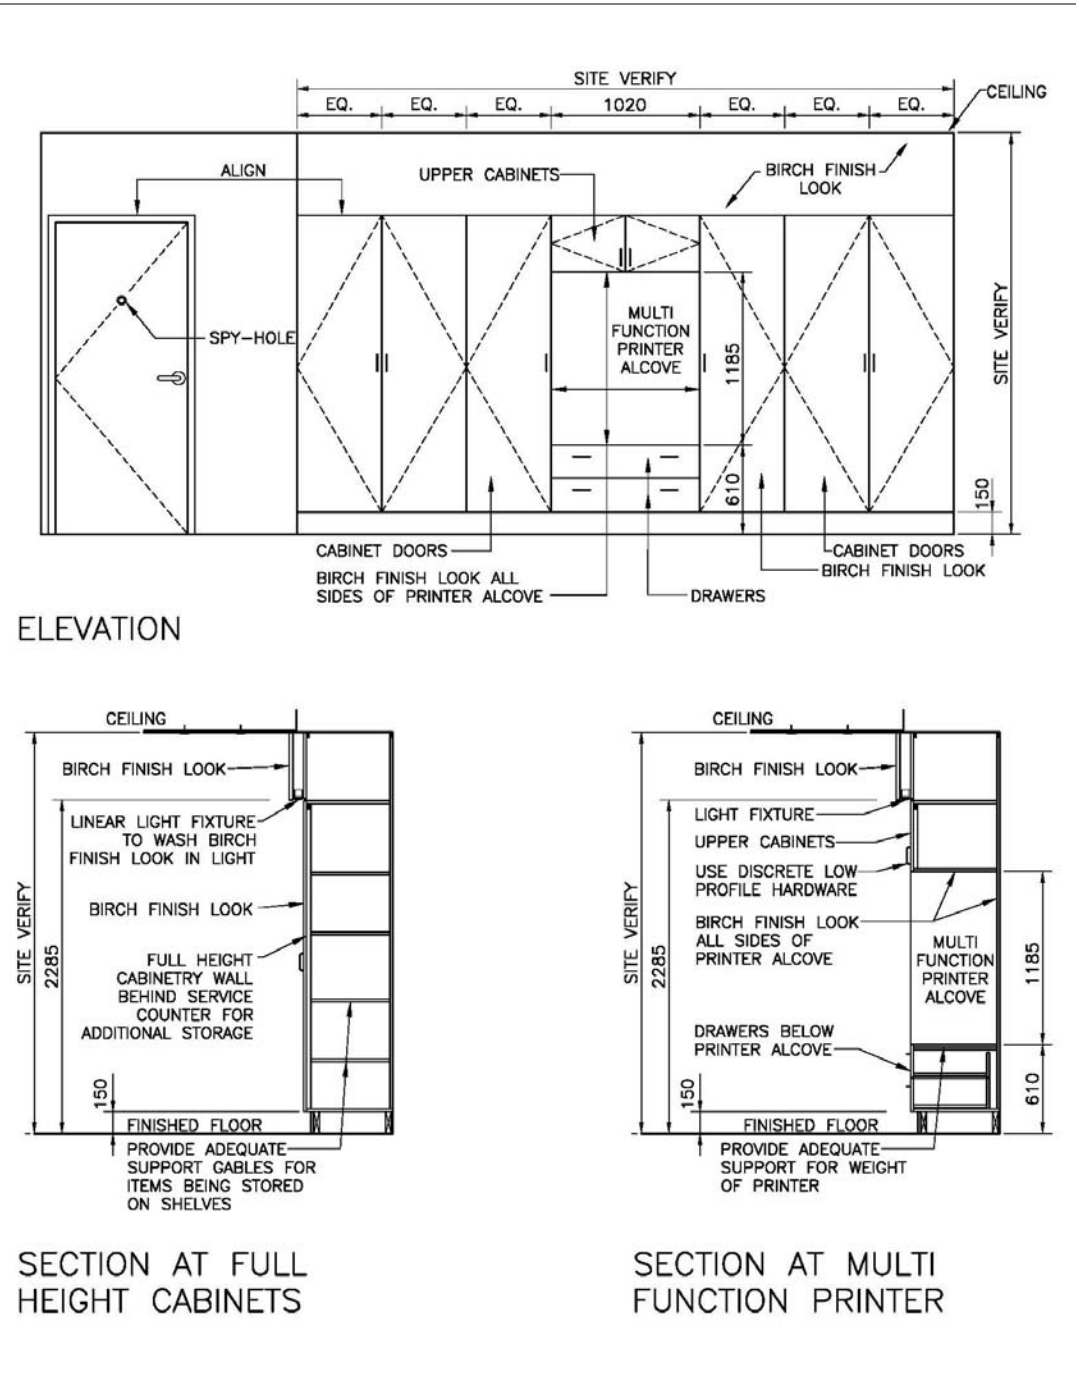 SITE VERIFY
EQ. EQ. EQ. 1020 EQ. EQ. EQ.
CEILING
ALIGN
UPPER CABINETS
BIRCH FINISH
LOOK
SPY-HOLE
MULTI
FUNCTION
PRINTER
ALCOVE
1185
SITE VERIFY
610
150
CABINET DOORS
BIRCH FINISH LOOK ALL
SIDES OF PRINTER ALCOVE
DRAWERS
CABINET DOORS
BIRCH FINISH LOOK
ELEVATION
CEILING
BIRCH FINISH LOOK
LINEAR LIGHT FIXTURE
TO WASH BIRCH
FINISH LOOK IN LIGHT
BIRCH FINISH LOOK
SITE VERIFY
2285
FULL HEIGHT
CABINETRY WALL
BEHIND SERVICE
COUNTER FOR
ADDITIONAL STORAGE
150
FINISHED FLOOR
PROVIDE ADEQUATE
SUPPORT GABLES FOR
ITEMS BEING STORED
ON SHELVES
SECTION AT FULL
HEIGHT CABINETS
CEILING
BIRCH FINISH LOOK
LIGHT FIXTURE
UPPER CABINETS
USE DISCRETE LOW
PROFILE HARDWARE
SITE VERIFY
2285
BIRCH FINISH LOOK
ALL SIDES OF
PRINTER ALCOVE
MULTI
FUNCTION
PRINTER
ALCOVE
1185
DRAWERS BELOW
PRINTER ALCOVE
150
610
FINISHED FLOOR
PROVIDE ADEQUATE
SUPPORT FOR WEIGHT
OF PRINTER
SECTION AT MULTI
FUNCTION PRINTER